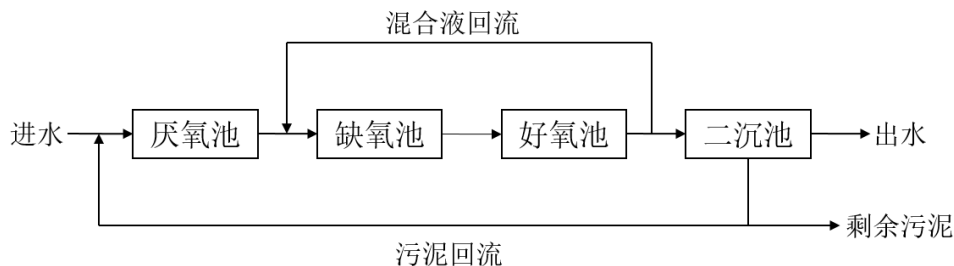 混合液回流
进水
厌氧池
缺氧池
好氧池
二沉池
出水
剩余污泥
污泥回流